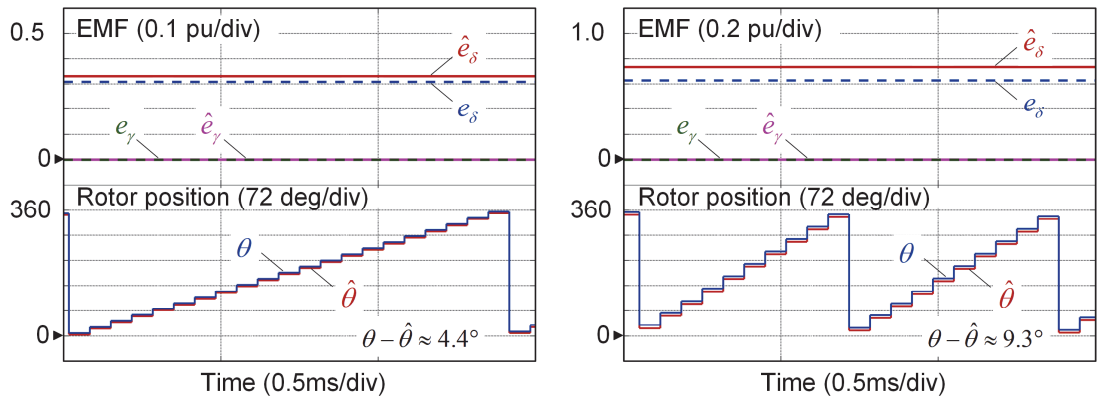 EMF (0.1 pu/div)
0.5
ê_δ
e_δ
e_γ
ê_γ
0
Rotor position (72 deg/div)
360
θ
θ̂
0
θ − θ̂ ≈ 4.4°
Time (0.5ms/div)
EMF (0.2 pu/div)
1.0
ê_δ
e_δ
e_γ
ê_γ
0
Rotor position (72 deg/div)
360
θ
θ̂
0
θ − θ̂ ≈ 9.3°
Time (0.5ms/div)